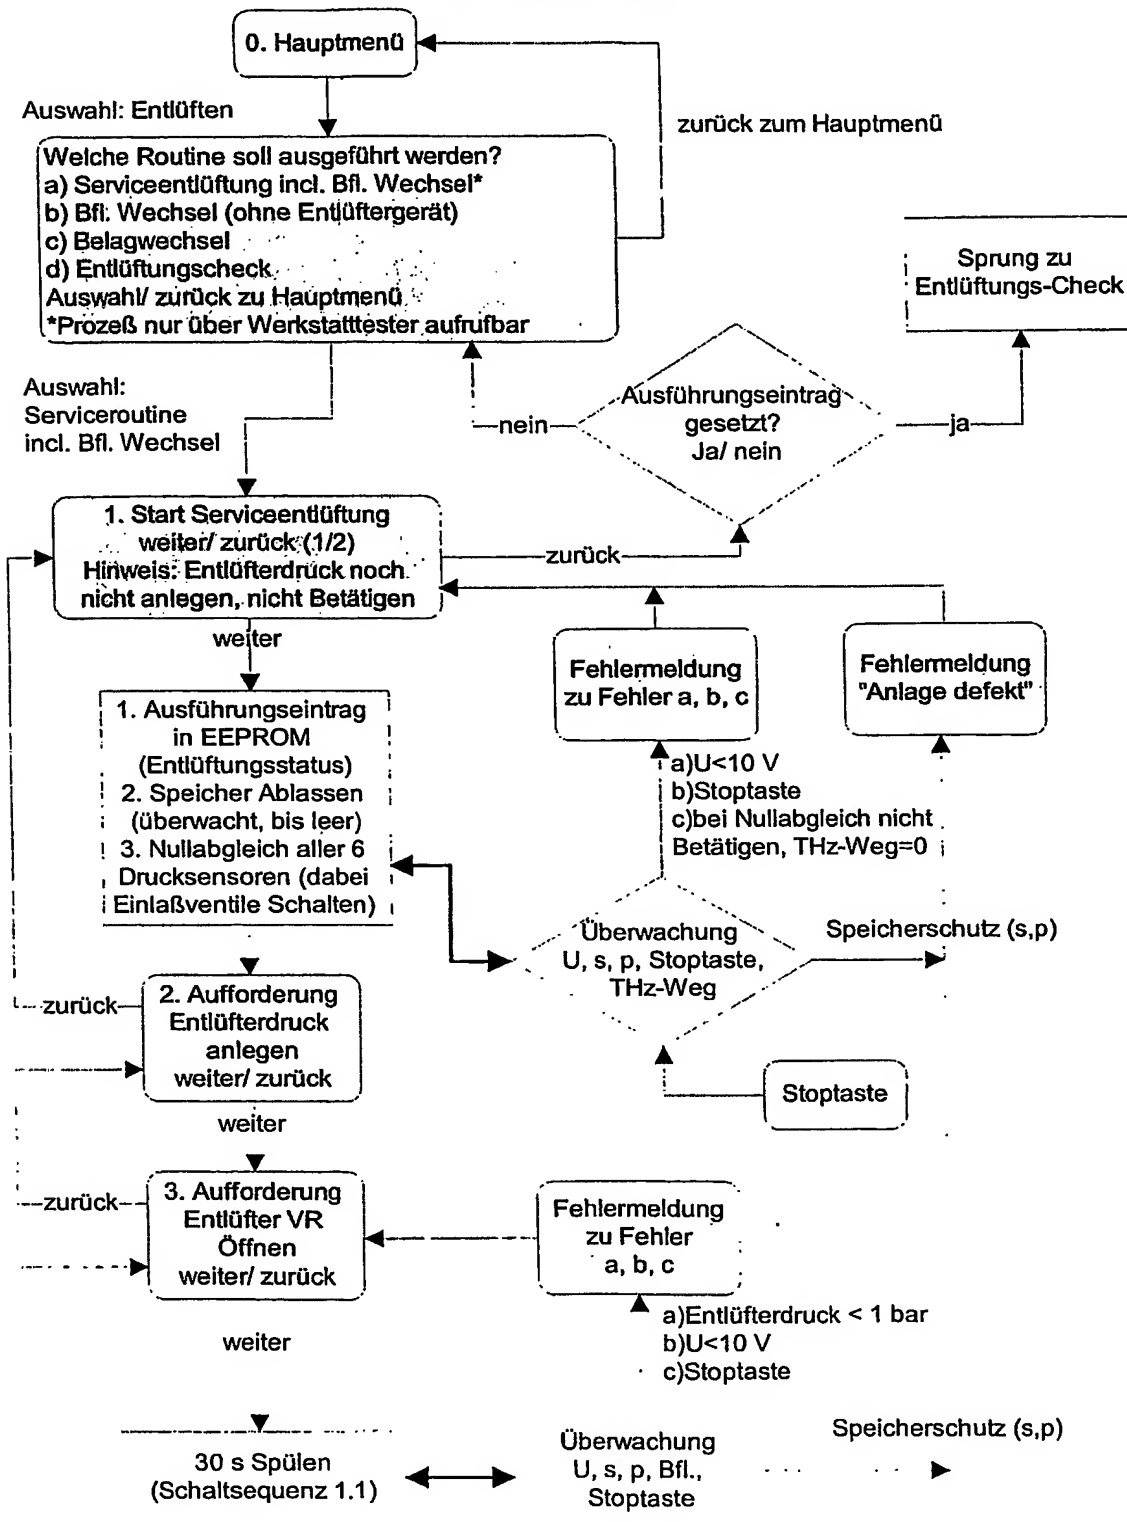 0. Hauptmenü
Auswahl: Entlüften
zurück zum Hauptmenü
Welche Routine soll ausgeführt werden?
a) Serviceentlüftung incl. Bfl. Wechsel*
b) Bfl. Wechsel (ohne Entlüftergerät)
c) Belagwechsel
d) Entlüftungscheck
Auswahl/ zurück zu Hauptmenü
*Prozeß nur über Werkstatttester aufrufbar
Sprung zu
Entlüftungs-Check
Auswahl:
Serviceroutine
incl. Bfl. Wechsel
Ausführungseintrag
gesetzt?
Ja/ nein
nein
ja
1. Start Serviceentlüftung
weiter/ zurück (1/2)
Hinweis: Entlüfterdruck noch
nicht anlegen, nicht Betätigen
zurück
weiter
Fehlermeldung
zu Fehler a, b, c
Fehlermeldung
"Anlage defekt"
1. Ausführungseintrag
in EEPROM
(Entlüftungsstatus)
2. Speicher Ablassen
(überwacht, bis leer)
3. Nullabgleich aller 6
Drucksensoren (dabei
Einlaßventile Schalten)
a)U<10 V
b)Stoptaste
c)bei Nullabgleich nicht
Betätigen, THz-Weg=0
Überwachung
U, s, p, Stoptaste,
THz-Weg
Speicherschutz (s,p)
zurück
2. Aufforderung
Entlüfterdruck
anlegen
weiter/ zurück
Stoptaste
weiter
zurück
3. Aufforderung
Entlüfter VR
Öffnen
weiter/ zurück
Fehlermeldung
zu Fehler
a, b, c
a)Entlüfterdruck < 1 bar
b)U<10 V
c)Stoptaste
weiter
30 s Spülen
(Schaltsequenz 1.1)
Überwachung
U, s, p, Bfl.,
Stoptaste
Speicherschutz (s,p)